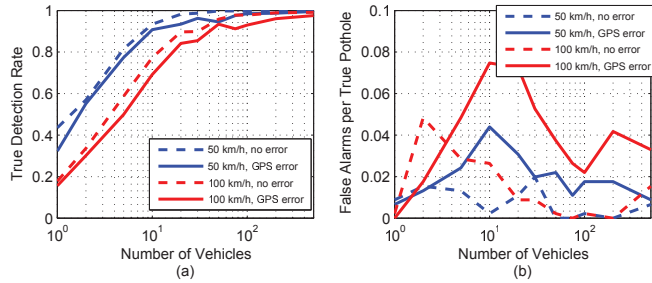 1
0.8
0.6
0.4
0.2
0
True Detection Rate
50 km/h, no error
50 km/h, GPS error
100 km/h, no error
100 km/h, GPS error
10^0 10^1 10^2
Number of Vehicles
(a)
0.1
0.08
0.06
0.04
0.02
0
False Alarms per True Pothole
50 km/h, no error
50 km/h, GPS error
100 km/h, no error
100 km/h, GPS error
10^0 10^1 10^2
Number of Vehicles
(b)